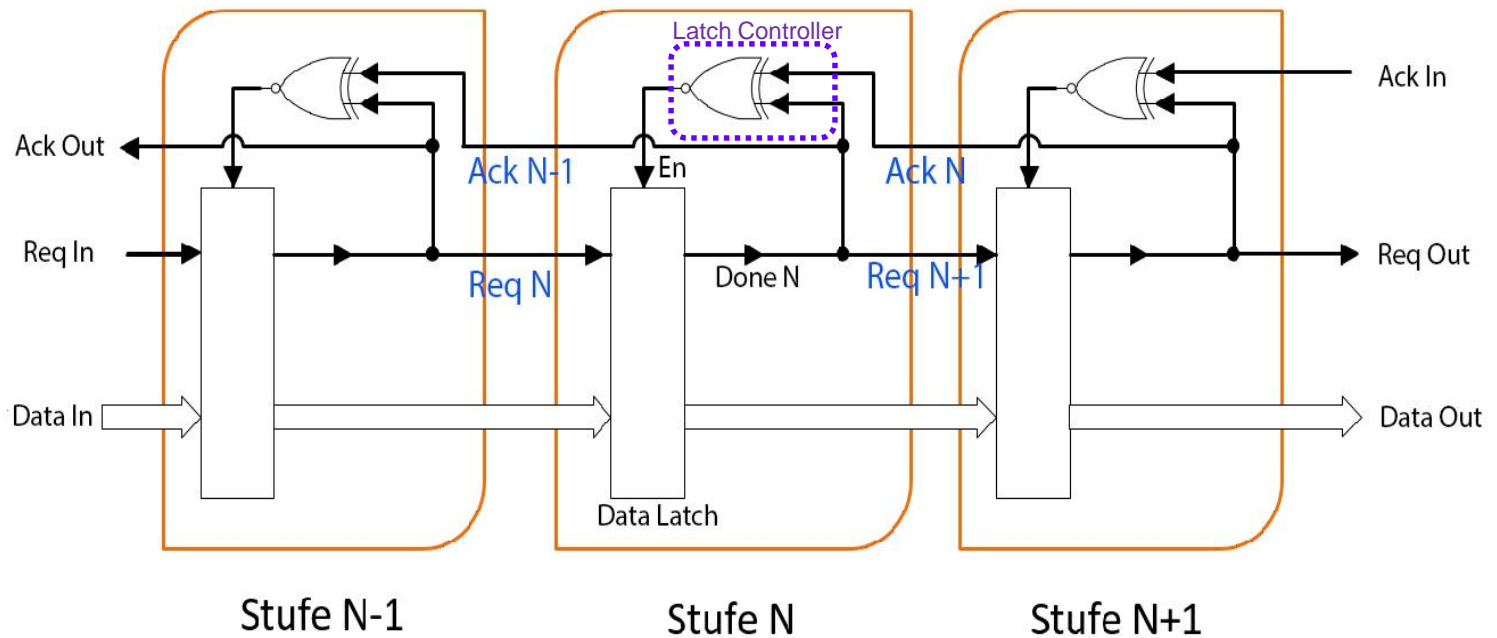 Latch Controller
Ack In
Ack Out
Ack N-1
En
Ack N
Req In
Req N
Done N
Req N+1
Req Out
Data In
Data Out
Data Latch
Stufe N-1
Stufe N
Stufe N+1